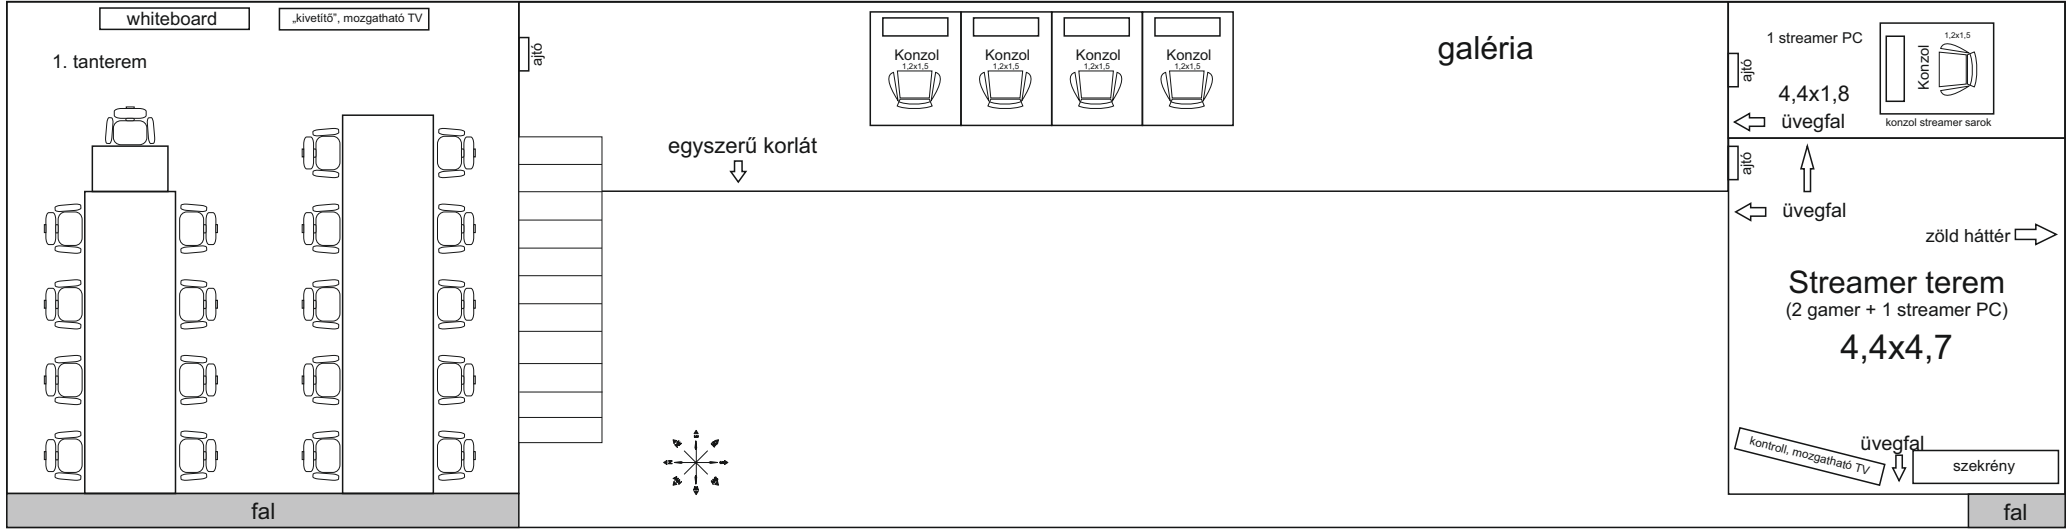 whiteboard
„kivetítő”, mozgatható TV
1. tanterem
ajtó
Konzol
1,2x1,5
Konzol
1,2x1,5
Konzol
1,2x1,5
Konzol
1,2x1,5
galéria
egyszerű korlát
1 streamer PC
ajtó
4,4x1,8
üvegfal
Konzol
1,2x1,5
konzol streamer sarok
ajtó
üvegfal
zöld háttér
Streamer terem
(2 gamer + 1 streamer PC)
4,4x4,7
kontroll, mozgatható TV
üvegfal
szekrény
fal
fal